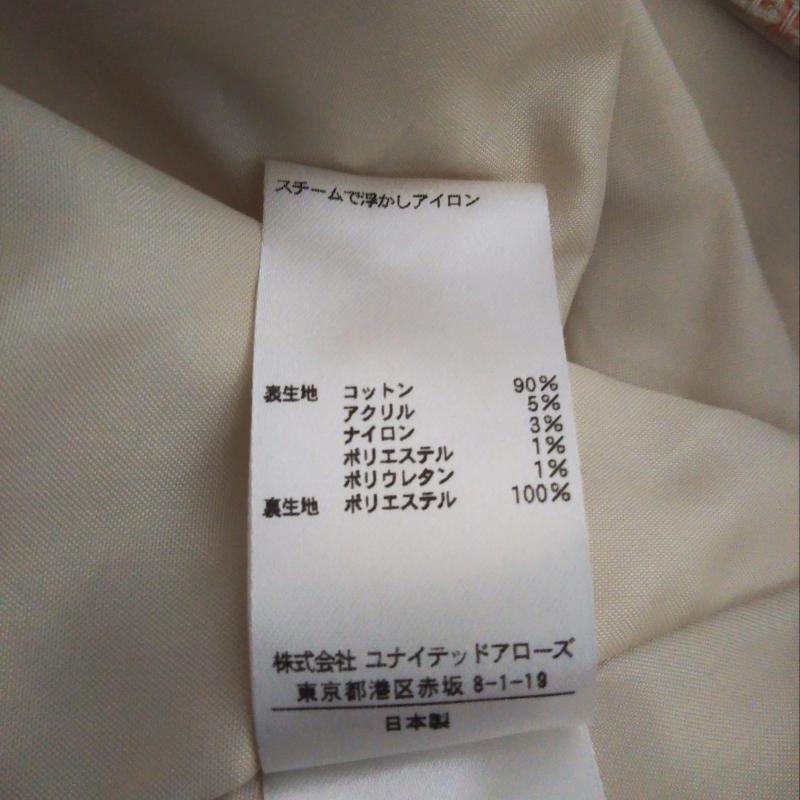 スチームで浮かしアイロン
表生地 コットン 90%
アクリル 5%
ナイロン 3%
ポリエステル 1%
ポリウレタン 1%
裏生地 ポリエステル 100%
株式会社 ユナイテッドアローズ
東京都港区赤坂 8-1-19
日本製